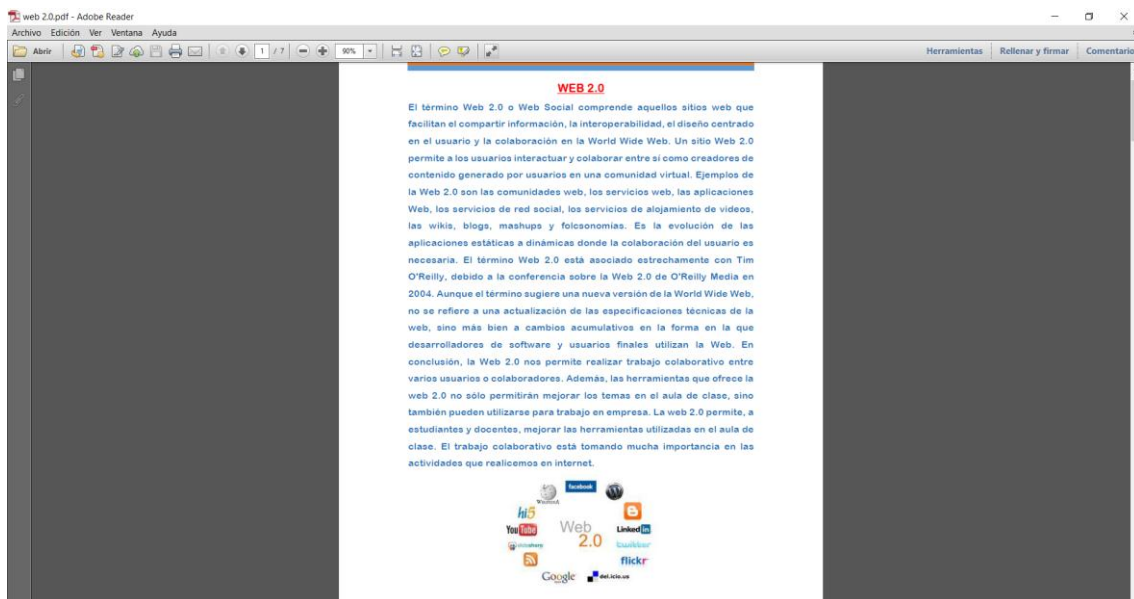 web 2.0.pdf - Adobe Reader
Archivo Edición Ver Ventana Ayuda
Abrir 1 / 7 90% Herramientas Rellenar y firmar Comentario
WEB 2.0
El término Web 2.0 o Web Social comprende aquellos sitios web que
facilitan el compartir información, la interoperabilidad, el diseño centrado
en el usuario y la colaboración en la World Wide Web. Un sitio Web 2.0
permite a los usuarios interactuar y colaborar entre sí como creadores de
contenido generado por usuarios en una comunidad virtual. Ejemplos de
la Web 2.0 son las comunidades web, los servicios web, las aplicaciones
Web, los servicios de red social, los servicios de alojamiento de videos,
las wikis, blogs, mashups y folcsonomías. Es la evolución de las
aplicaciones estáticas a dinámicas donde la colaboración del usuario es
necesaria. El término Web 2.0 está asociado estrechamente con Tim
O'Reilly, debido a la conferencia sobre la Web 2.0 de O'Reilly Media en
2004. Aunque el término sugiere una nueva versión de la World Wide Web,
no se refiere a una actualización de las especificaciones técnicas de la
web, sino más bien a cambios acumulativos en la forma en la que
desarrolladores de software y usuarios finales utilizan la Web. En
conclusión, la Web 2.0 nos permite realizar trabajo colaborativo entre
varios usuarios o colaboradores. Además, las herramientas que ofrece la
web 2.0 no sólo permitirán mejorar los temas en el aula de clase, sino
también pueden utilizarse para trabajo en empresa. La web 2.0 permite, a
estudiantes y docentes, mejorar las herramientas utilizadas en el aula de
clase. El trabajo colaborativo está tomando mucha importancia en las
actividades que realicemos en internet.
facebook
Wikipedia
hi5
You Tube Web Linked in
slideshare 2.0 twitter
flickr
Google del.icio.us